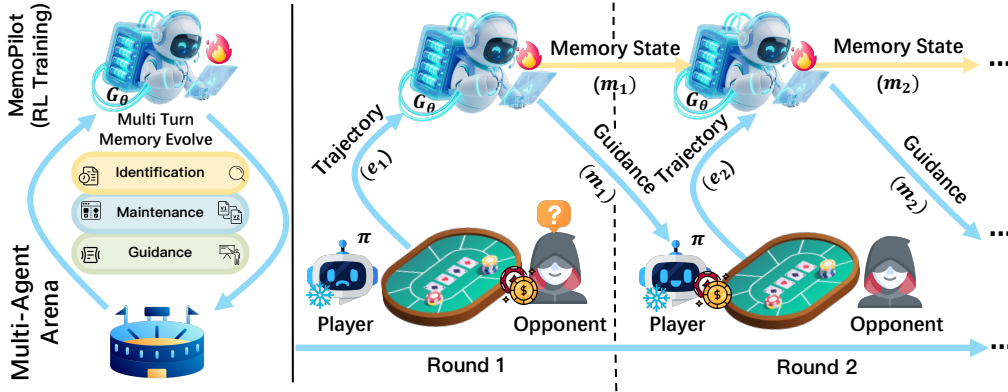 MemoPilot
(RL Training)
Multi-Agent
Arena
G_θ
Multi Turn
Memory Evolve
Identification
Maintenance
X1
X2
Guidance
G_θ
Memory State
(m_1)
Trajectory
(e_1)
Guidance
(m_1)
π
?
$
Player
Opponent
Round 1
G_θ
Memory State
(m_2)
...
Trajectory
(e_2)
Guidance
(m_2)
...
π
$
Player
Opponent
Round 2
...